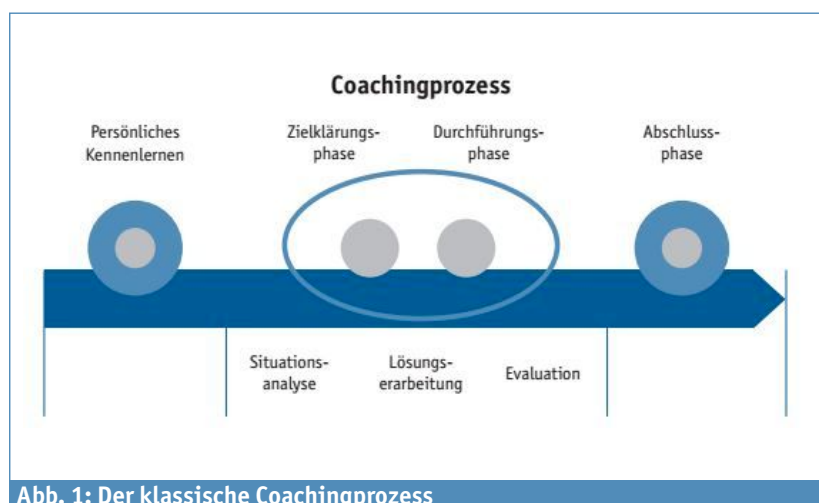 Coachingprozess
Persönliches
Kennenlernen
Zielklärungs-
phase
Durchführungs-
phase
Abschluss-
phase
Situations-
analyse
Lösungs-
erarbeitung
Evaluation
Abb. 1: Der klassische Coachingprozess